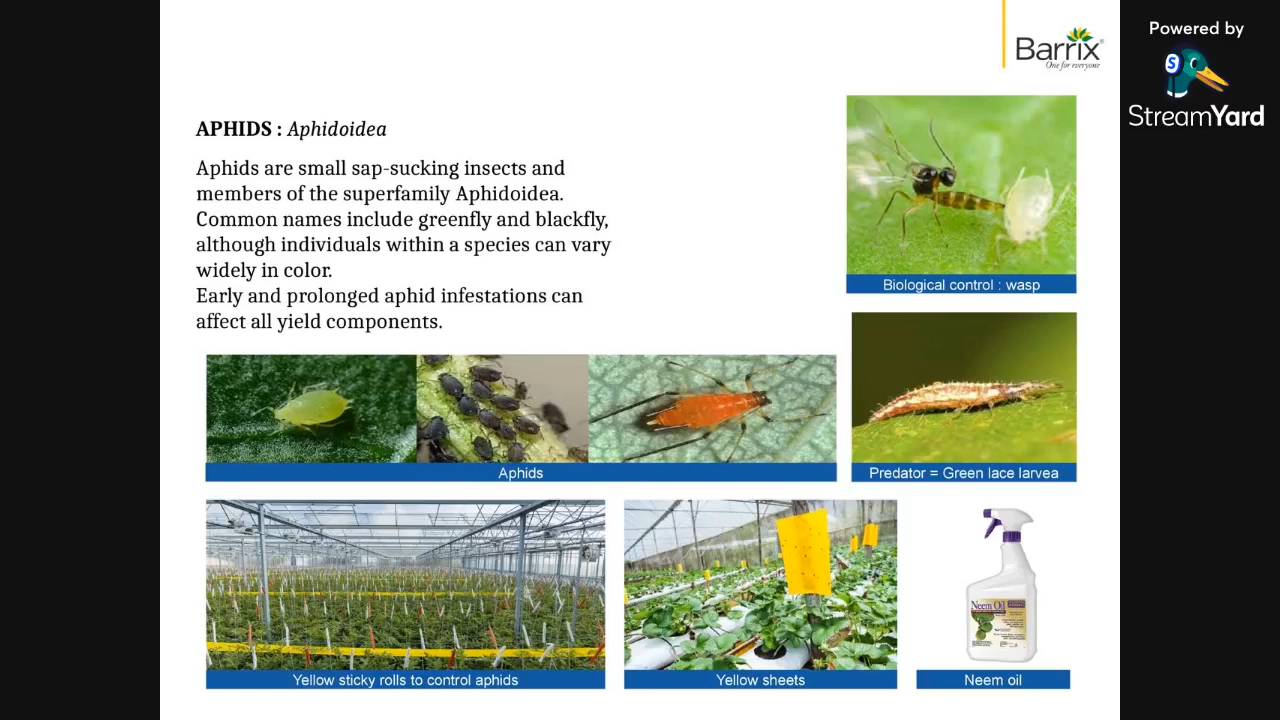 Powered by
StreamYard
Barrix
One for everyone
APHIDS : Aphidoidea
Aphids are small sap-sucking insects and
members of the superfamily Aphidoidea.
Common names include greenfly and blackfly,
although individuals within a species can vary
widely in color.
Early and prolonged aphid infestations can
affect all yield components.
Biological control : wasp
Aphids
Predator = Green lace larvea
Yellow sticky rolls to control aphids
Yellow sheets
Neem Oil
Neem oil